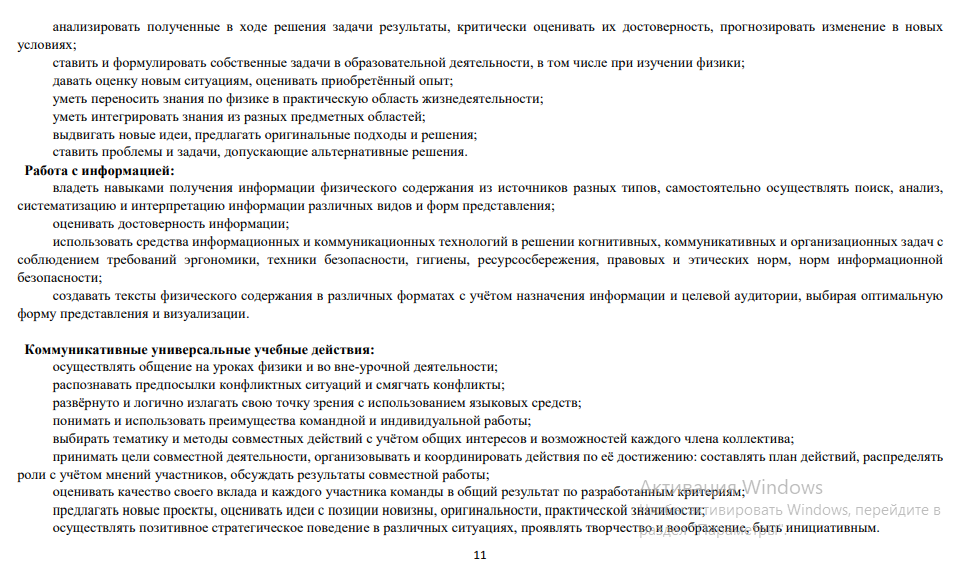 анализировать полученные в ходе решения задачи результаты, критически оценивать их достоверность, прогнозировать изменение в новых
условиях;
ставить и формулировать собственные задачи в образовательной деятельности, в том числе при изучении физики;
давать оценку новым ситуациям, оценивать приобретённый опыт;
уметь переносить знания по физике в практическую область жизнедеятельности;
уметь интегрировать знания из разных предметных областей;
выдвигать новые идеи, предлагать оригинальные подходы и решения;
ставить проблемы и задачи, допускающие альтернативные решения.
Работа с информацией:
владеть навыками получения информации физического содержания из источников разных типов, самостоятельно осуществлять поиск, анализ,
систематизацию и интерпретацию информации различных видов и форм представления;
оценивать достоверность информации;
использовать средства информационных и коммуникационных технологий в решении когнитивных, коммуникативных и организационных задач с
соблюдением требований эргономики, техники безопасности, гигиены, ресурсосбережения, правовых и этических норм, норм информационной
безопасности;
создавать тексты физического содержания в различных форматах с учётом назначения информации и целевой аудитории, выбирая оптимальную
форму представления и визуализации.
Коммуникативные универсальные учебные действия:
осуществлять общение на уроках физики и во вне-урочной деятельности;
распознавать предпосылки конфликтных ситуаций и смягчать конфликты;
развёрнуто и логично излагать свою точку зрения с использованием языковых средств;
понимать и использовать преимущества командной и индивидуальной работы;
выбирать тематику и методы совместных действий с учётом общих интересов и возможностей каждого члена коллектива;
принимать цели совместной деятельности, организовывать и координировать действия по её достижению: составлять план действий, распределять
роли с учётом мнений участников, обсуждать результаты совместной работы;
оценивать качество своего вклада и каждого участника команды в общий результат по разработанным критериям;
предлагать новые проекты, оценивать идеи с позиции новизны, оригинальности, практической значимости;
осуществлять позитивное стратегическое поведение в различных ситуациях, проявлять творчество и воображение, быть инициативным.
Активация Windows
Чтобы активировать Windows, перейдите в
раздел "Параметры".
11